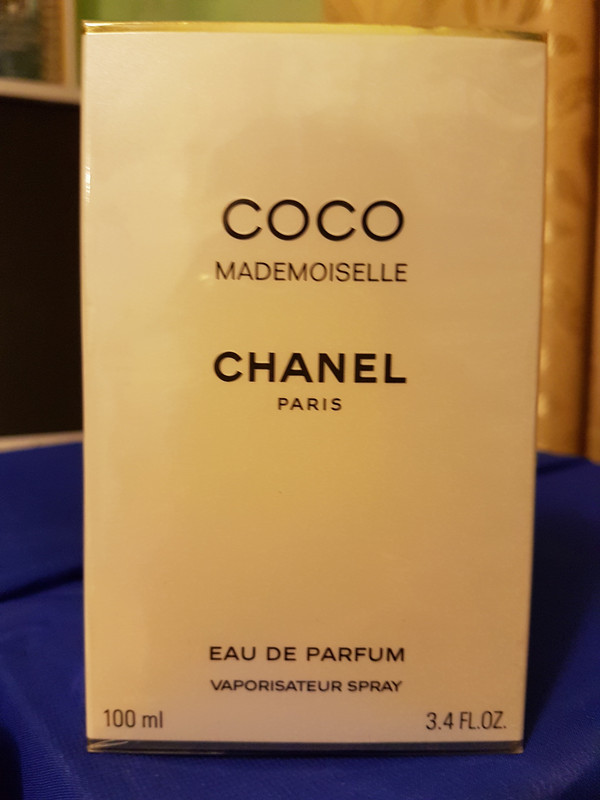 COCO
MADEMOISELLE
CHANEL
PARIS
EAU DE PARFUM
VAPORISATEUR SPRAY
100 ml 3.4 FL.OZ.